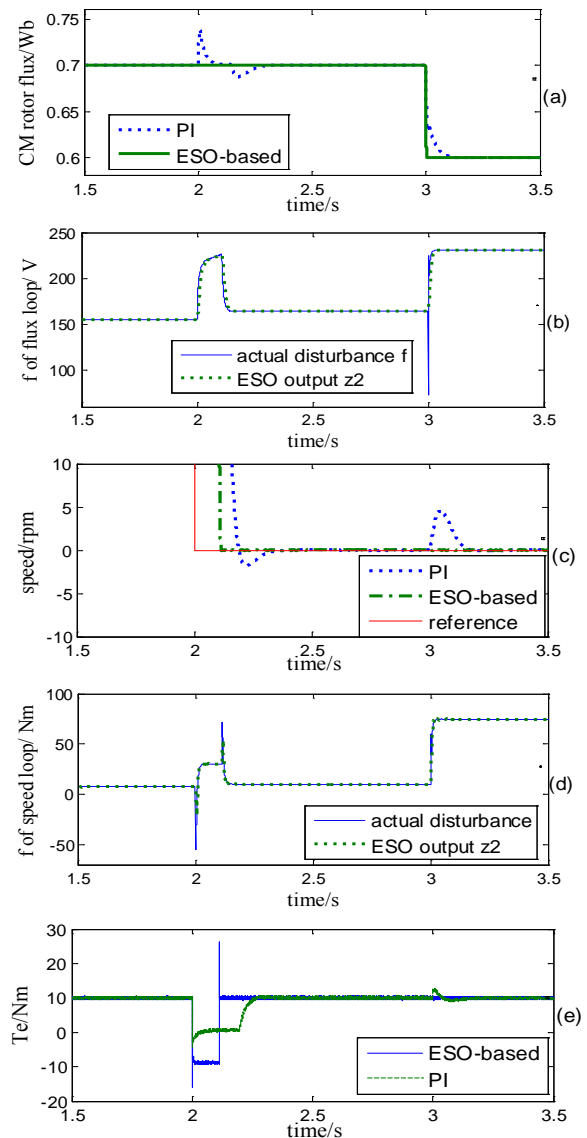 0.75
0.7
0.65
0.6
CM rotor flux/Wb
PI
ESO-based
(a)
1.5 2 2.5 3 3.5
time/s
250
200
150
100
f of flux loop/ V
actual disturbance f
ESO output z2
(b)
1.5 2 2.5 3 3.5
time/s
10
5
0
-5
-10
speed/rpm
PI
ESO-based
reference
(c)
1.5 2 2.5 3 3.5
time/s
100
50
0
-50
f of speed loop/ Nm
actual disturbance
ESO output z2
(d)
1.5 2 2.5 3 3.5
time/s
30
20
10
0
-10
-20
Te/Nm
ESO-based
PI
(e)
1.5 2 2.5 3 3.5
time/s